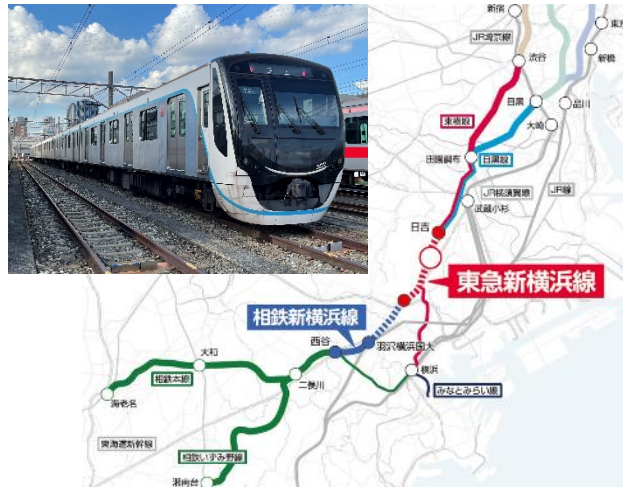 新宿
JR埼京線
渋谷
新橋
目黒
品川
東横線
大崎
田園調布
目黒線
JR横須賀線
JR線
武蔵小杉
日吉
東急新横浜線
相鉄新横浜線
西谷
羽沢横浜国大
大和
二俣川
横浜
相鉄本線
みなとみらい線
海老名
東海道新幹線
相鉄いずみ野線
湘南台